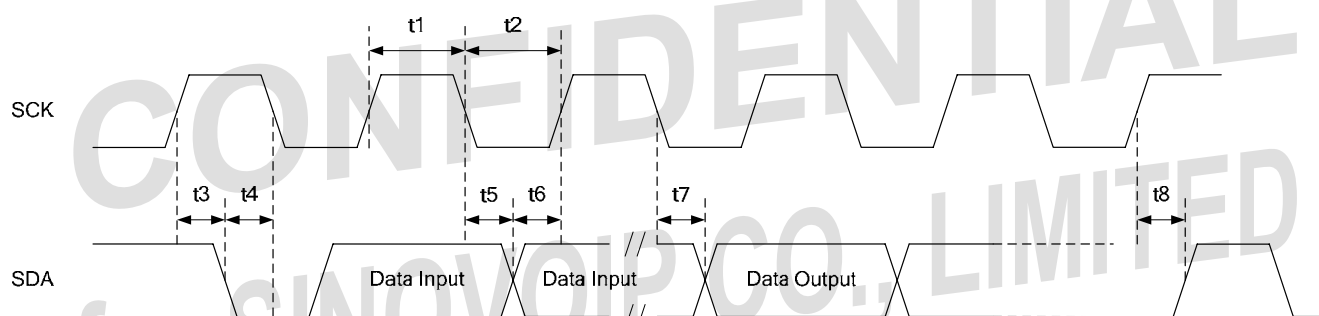 t1 t2
SCK
t3 t4 t5 t6 t7 t8
SDA Data Input Data Input Data Output
CONFIDENTIAL
SINOVOIP CO., LIMITED